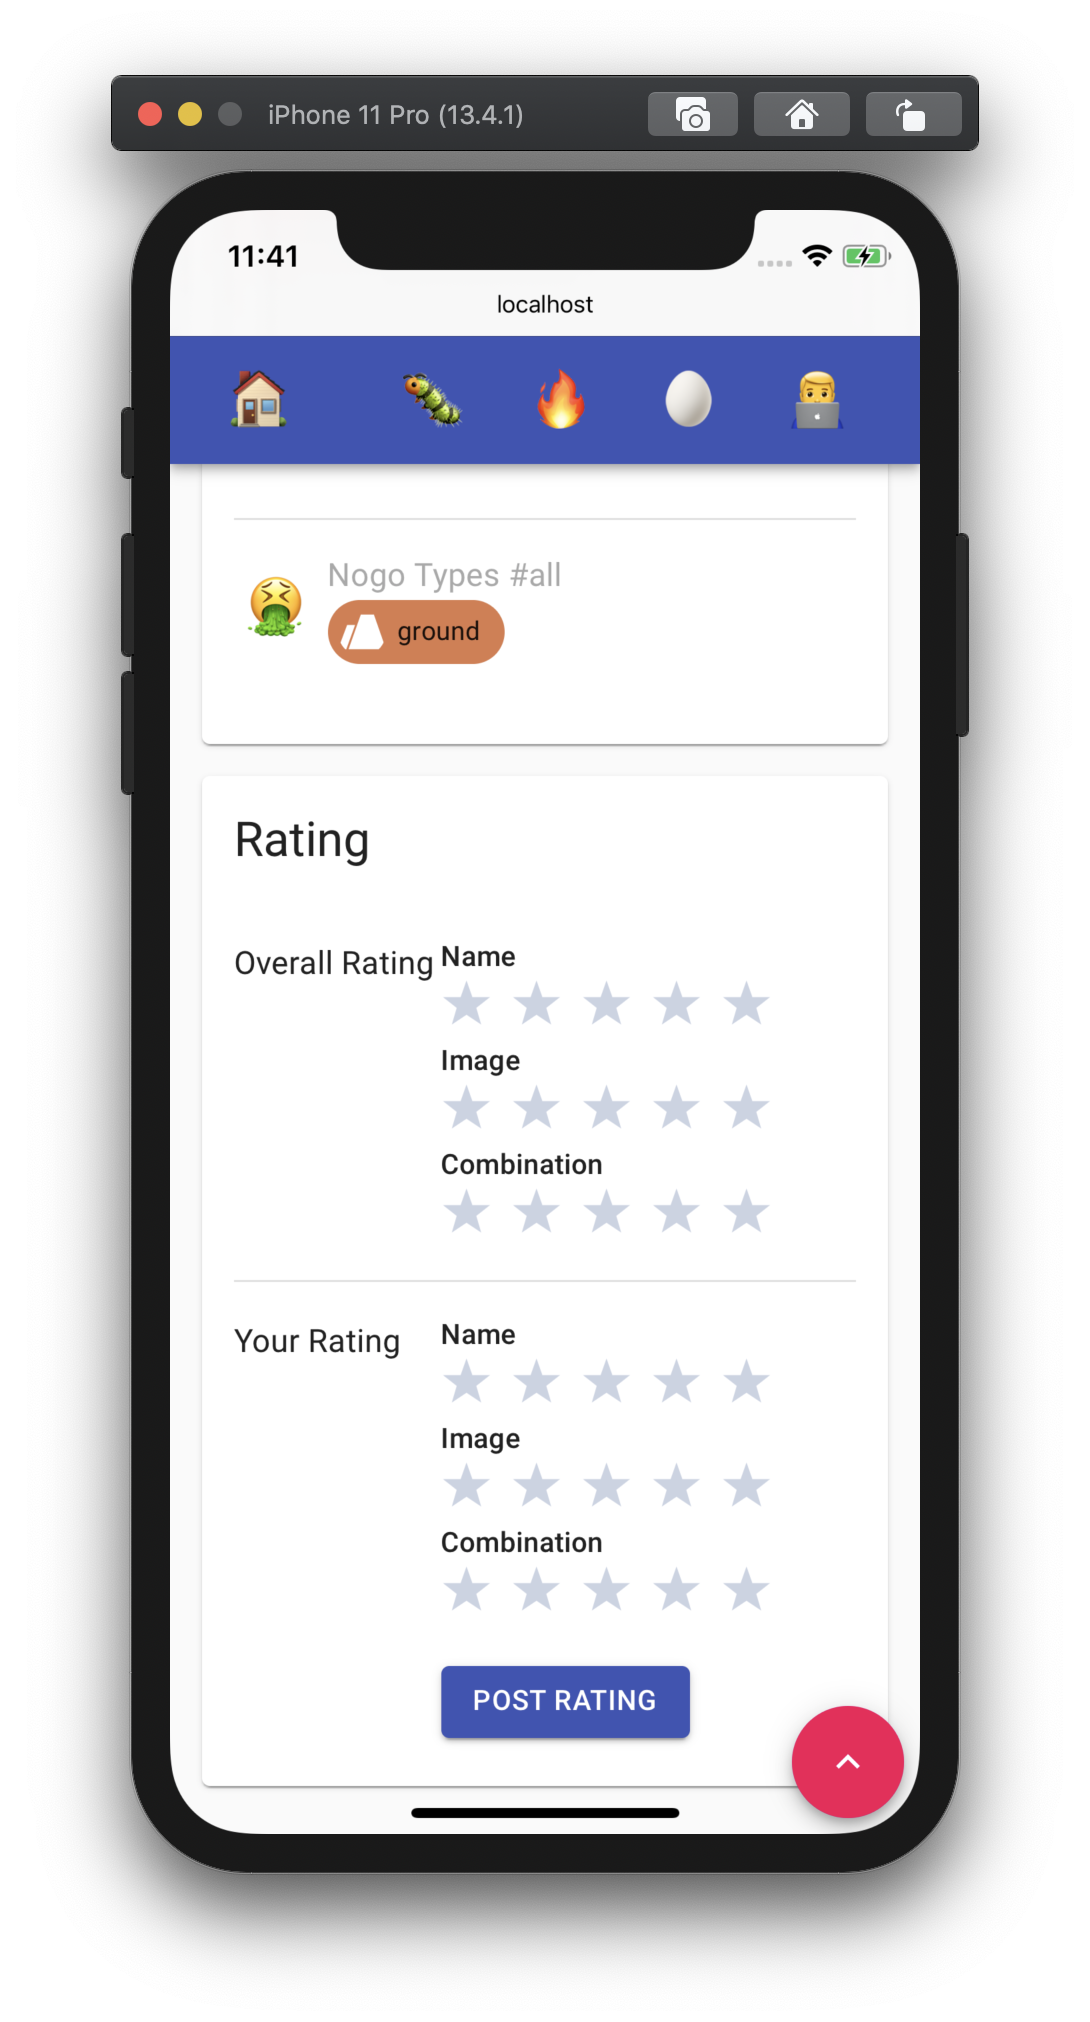 iPhone 11 Pro (13.4.1)
11:41
localhost
Nogo Types #all
ground
Rating
Overall Rating
Name
Image
Combination
Your Rating
Name
Image
Combination
POST RATING